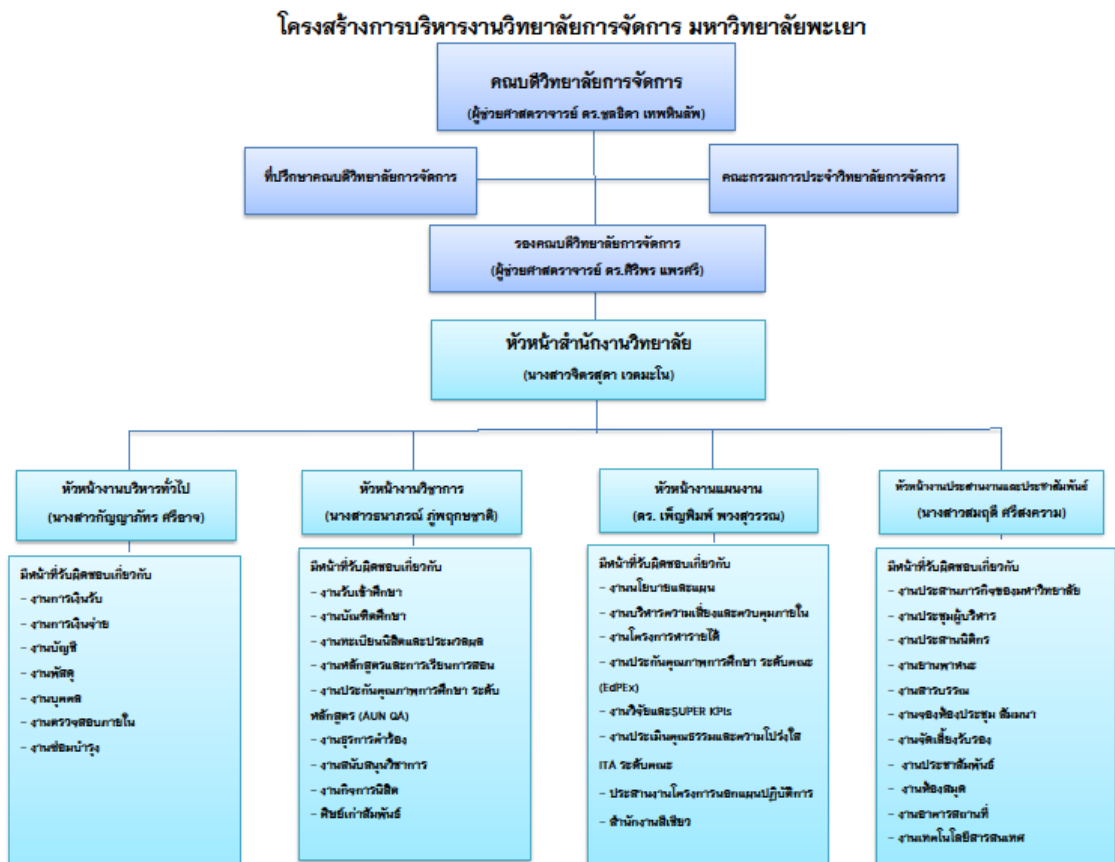 โครงสร้างการบริหารงานวิทยาลัยการจัดการ มหาวิทยาลัยพะเยา
คณบดีวิทยาลัยการจัดการ
(ผู้ช่วยศาสตราจารย์ ดร.ชลธิดา เทพหินลัพ)
ที่ปรึกษาคณบดีวิทยาลัยการจัดการ
คณะกรรมการประจำวิทยาลัยการจัดการ
รองคณบดีวิทยาลัยการจัดการ
(ผู้ช่วยศาสตราจารย์ ดร.ศิริพร แพรศรี)
หัวหน้าสำนักงานวิทยาลัย
(นางสาวจิตรสุดา เวดมะโน)
หัวหน้างานบริหารทั่วไป
(นางสาวกัญญาภัทร ศรีอาจ)
มีหน้าที่รับผิดชอบเกี่ยวกับ
- งานการเงินรับ
- งานการเงินจ่าย
- งานบัญชี
- งานพัสดุ
- งานบุคคล
- งานตรวจสอบภายใน
- งานซ่อมบำรุง
หัวหน้างานวิชาการ
(นางสาวธนาภรณ์ ภู่พฤกษชาติ)
มีหน้าที่รับผิดชอบเกี่ยวกับ
- งานรับเข้าศึกษา
- งานบัณฑิตศึกษา
- งานทะเบียนนิสิตและประมวลผล
- งานหลักสูตรและการเรียนการสอน
- งานประกันคุณภาพการศึกษา ระดับ
หลักสูตร (AUN QA)
- งานธุรการคำร้อง
- งานสนับสนุนวิชาการ
- งานกิจการนิสิต
- ศิษย์เก่าสัมพันธ์
หัวหน้างานแผนงาน
(ดร. เพ็ญพิมพ์ พวงสุวรรณ)
มีหน้าที่รับผิดชอบเกี่ยวกับ
- งานนโยบายและแผน
- งานบริหารความเสี่ยงและควบคุมภายใน
- งานโครงการหารายได้
- งานประกันคุณภาพการศึกษา ระดับคณะ
(EdPEx)
- งานวิจัยและSUPER KPIs
- งานประเมินคุณธรรมและความโปร่งใส
ITA ระดับคณะ
- ประสานงานโครงการนอกแผนปฏิบัติการ
- สำนักงานสีเขียว
หัวหน้างานประสานงานและประชาสัมพันธ์
(นางสาวสมฤดี ศรีสงคราม)
มีหน้าที่รับผิดชอบเกี่ยวกับ
- งานประสานภารกิจของมหาวิทยาลัย
- งานประชุมผู้บริหาร
- งานประสานนิติกร
- งานยานพาหนะ
- งานสารบรรณ
- งานจองห้องประชุม สัมมนา
- งานจัดเลี้ยงรับรอง
- งานประชาสัมพันธ์
- งานห้องสมุด
- งานอาคารสถานที่
- งานเทคโนโลยีสารสนเทศ